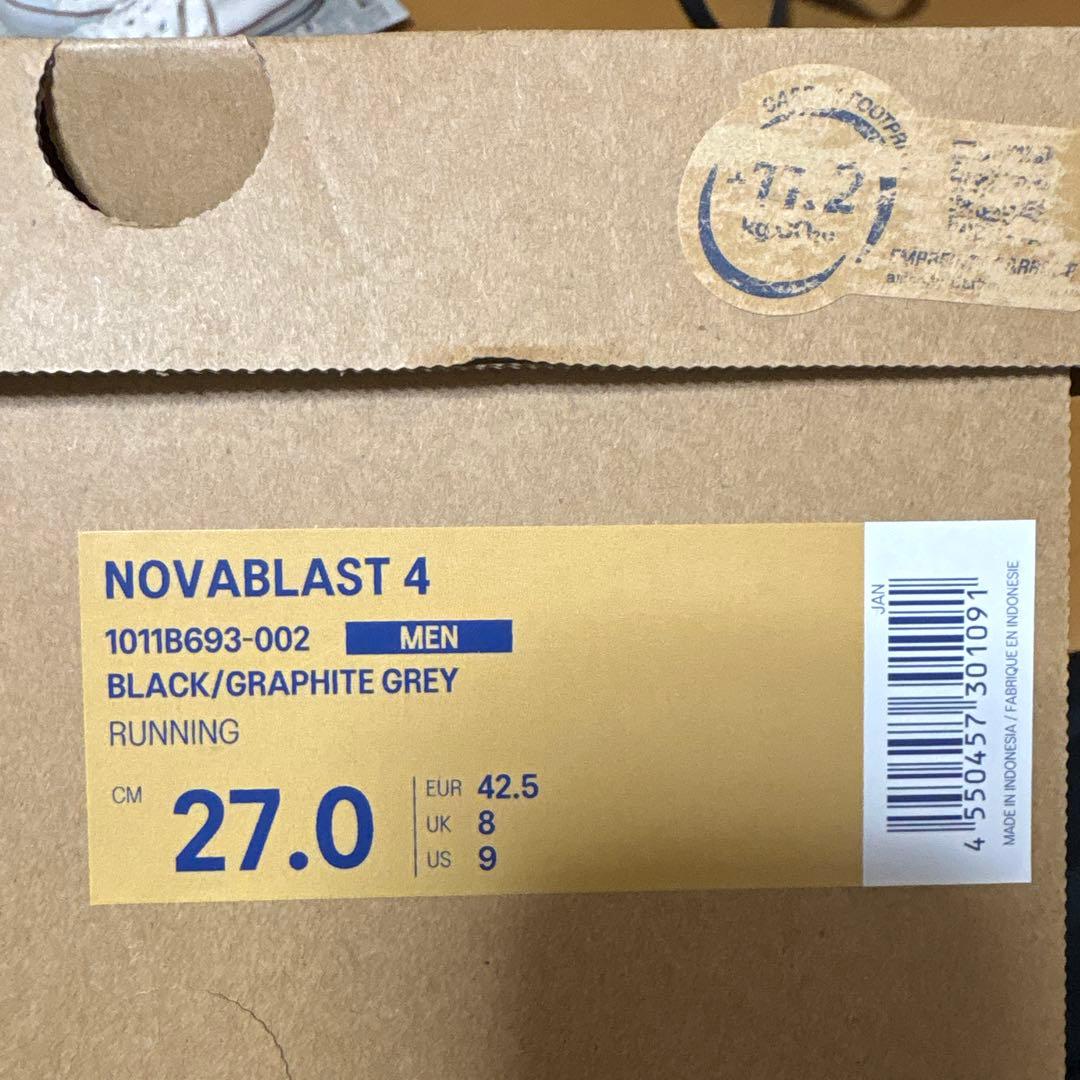 NOVABLAST 4
1011B693-002 MEN
BLACK/GRAPHITE GREY
RUNNING
CM 27.0
EUR 42.5
UK 8
US 9
JAN
4 550457 301091
MADE IN INDONESIA / FABRIQUE EN INDONESIE